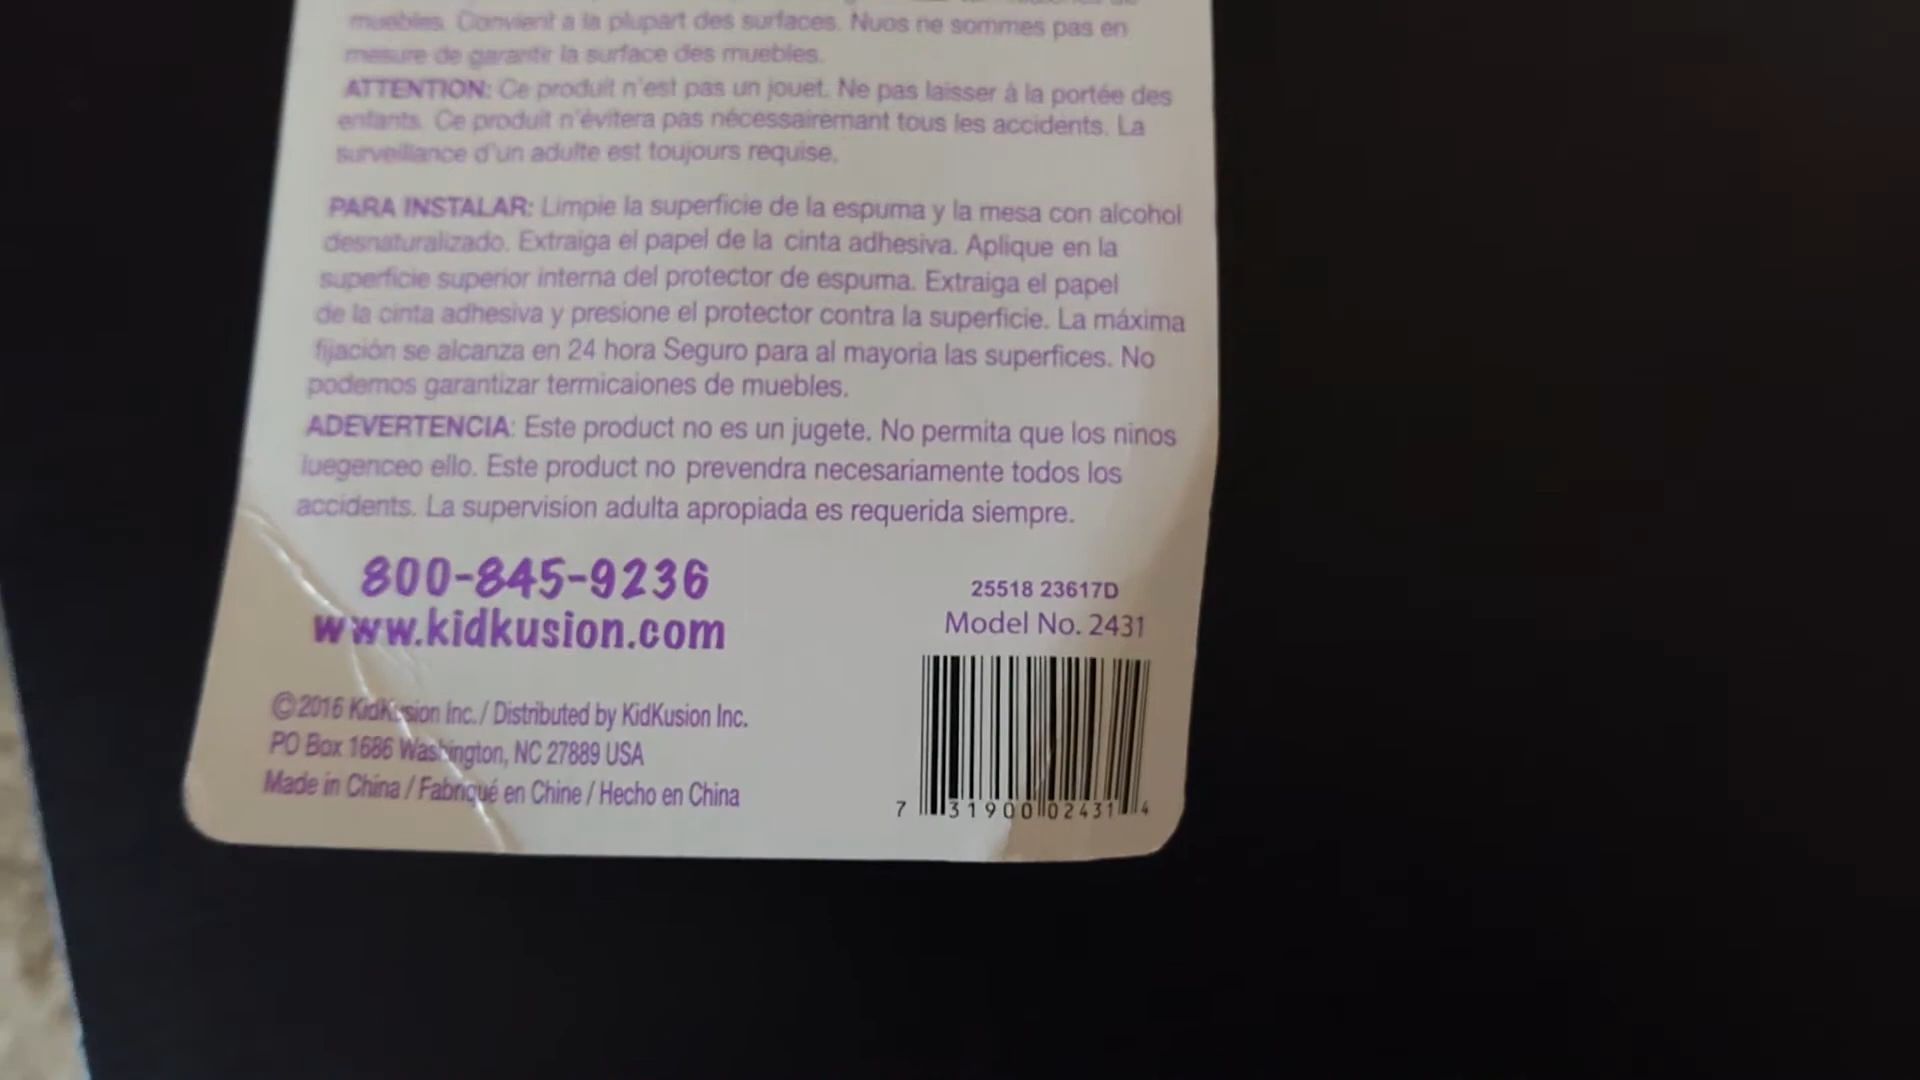 muebles. Convient a la plupart des surfaces. Nuos ne sommes pas en
mesure de garantir la surface des muebles.
ATTENTION: Ce produit n'est pas un jouet. Ne pas laisser à la portée des
enfants. Ce produit n'évitera pas nécessairemant tous les accidents. La
surveillance d'un adulte est toujours requise.
PARA INSTALAR: Limpie la superficie de la espuma y la mesa con alcohol
desnaturalizado. Extraiga el papel de la cinta adhesiva. Aplique en la
superficie superior interna del protector de espuma. Extraiga el papel
de la cinta adhesiva y presione el protector contra la superficie. La máxima
fijación se alcanza en 24 hora Seguro para al mayoria las superfices. No
podemos garantizar termicaiones de muebles.
ADEVERTENCIA: Este product no es un jugete. No permita que los ninos
luegenceo ello. Este product no prevendra necesariamente todos los
accidents. La supervision adulta apropiada es requerida siempre.
800-845-9236
www.kidkusion.com
25518 23617D
Model No. 2431
©2016 KidKusion Inc. / Distributed by KidKusion Inc.
PO Box 1686 Washington, NC 27889 USA
Made in China / Fabriqué en Chine / Hecho en China
7 31900 02431 4